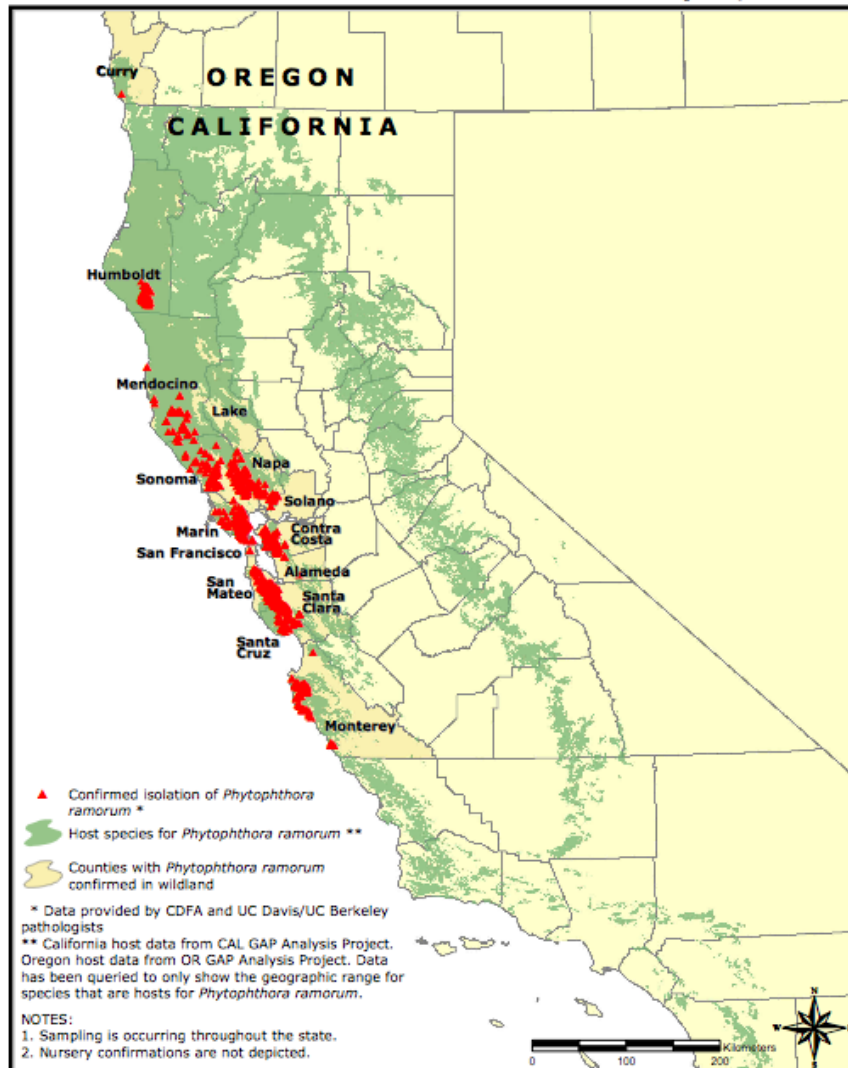 Curry
OREGON
CALIFORNIA
Humboldt
Mendocino
Lake
Napa
Sonoma
Solano
Marin
Contra
Costa
San Francisco
Alameda
San
Mateo
Santa
Clara
Santa
Cruz
Monterey
Confirmed isolation of Phytophthora
ramorum *
Host species for Phytophthora ramorum **
Counties with Phytophthora ramorum
confirmed in wildland
* Data provided by CDFA and UC Davis/UC Berkeley
pathologists
** California host data from CAL GAP Analysis Project.
Oregon host data from OR GAP Analysis Project. Data
has been queried to only show the geographic range for
species that are hosts for Phytophthora ramorum.
NOTES:
1. Sampling is occurring throughout the state.
2. Nursery confirmations are not depicted.
Kilometers
0 100 200
N
W
S